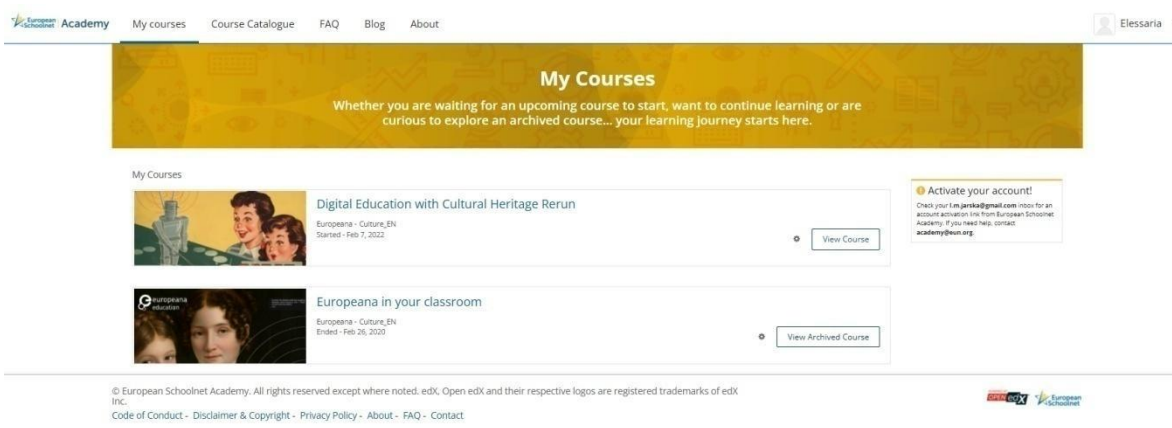 European Schoolnet Academy
My courses
Course Catalogue
FAQ
Blog
About
Elessaria
My Courses
Whether you are waiting for an upcoming course to start, want to continue learning or are
curious to explore an archived course... your learning journey starts here.
My Courses
Digital Education with Cultural Heritage Rerun
Europeana - Culture_EN
Started - Feb 7, 2022
View Course
Activate your account!
Check your l.m.jarska@gmail.com inbox for an
account activation link from European Schoolnet
Academy. If you need help, contact
academy@eun.org.
europeana
education
Europeana in your classroom
Europeana - Culture_EN
Ended - Feb 26, 2020
View Archived Course
© European Schoolnet Academy. All rights reserved except where noted. edX, Open edX and their respective logos are registered trademarks of edX
Inc.
Code of Conduct - Disclaimer & Copyright - Privacy Policy - About - FAQ - Contact
OPEN edX
European
Schoolnet